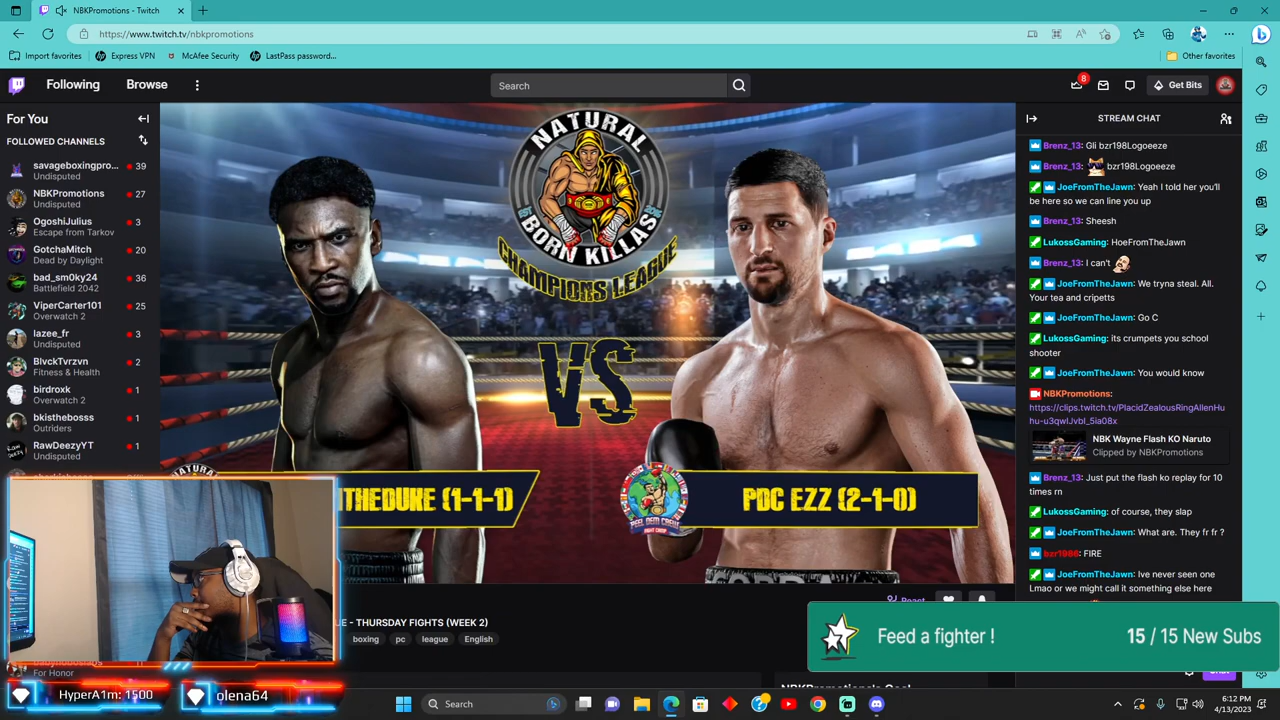 NBKPromotions - Twitch
https://www.twitch.tv/nbkpromotions
Import favorites
Express VPN
McAfee Security
LastPass password...
Other favorites
Following
Browse
Search
8
Get Bits
For You
FOLLOWED CHANNELS
savageboxingpro...
39
Undisputed
NBKPromotions
27
Undisputed
OgoshiJulius
3
Escape from Tarkov
GotchaMitch
20
Dead by Daylight
bad_sm0ky24
36
Battlefield 2042
ViperCarter101
25
Overwatch 2
lazee_fr
3
Undisputed
BlvckTvrzvn
2
Fitness & Health
birdroxk
1
Overwatch 2
bkisthebosss
1
Outriders
RawDeezyYT
1
Undisputed
For Honor
NATURAL
BORN KILLAS
CHAMPIONS LEAGUE
VS
NATURAL
ITHEDUKE (1-1-1)
PDC EZZ (2-1-0)
React
UE - THURSDAY FIGHTS (WEEK 2)
boxing
pc
league
English
STREAM CHAT
Brenz_13: Gli bzr198Logoeeze
Brenz_13: bzr198Logoeeze
JoeFromTheJawn: Yeah I told her you'll
be here so we can line you up
Brenz_13: Sheesh
LukossGaming: HoeFromTheJawn
Brenz_13: I can't
JoeFromTheJawn: We tryna steal. All.
Your tea and cripetts
JoeFromTheJawn: Go C
LukossGaming: its crumpets you school
shooter
JoeFromTheJawn: You would know
NBKPromotions:
https://clips.twitch.tv/PlacidZealousRingAllenHu
hu-u3qwIJvbI_5ia08x
NBK Wayne Flash KO Naruto
Clipped by NBKPromotions
Brenz_13: Just put the flash ko replay for 10
times rn
LukossGaming: of course, they slap
JoeFromTheJawn: What are. They fr fr ?
bzr1986: FIRE
JoeFromTheJawn: Ive never seen one
Lmao or we might call it something else here
Feed a fighter !
15 / 15 New Subs
HyperA1m: 1500
olena64
Search
6:12 PM
4/13/2023